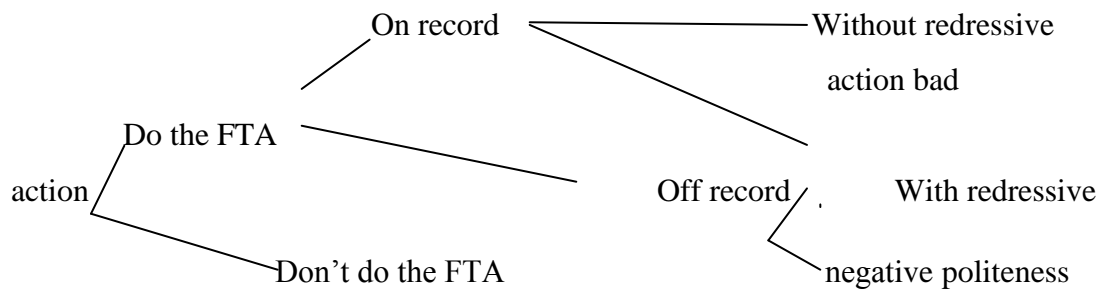 On record Without redressive
action bad
Do the FTA
action Off record With redressive
Don't do the FTA negative politeness